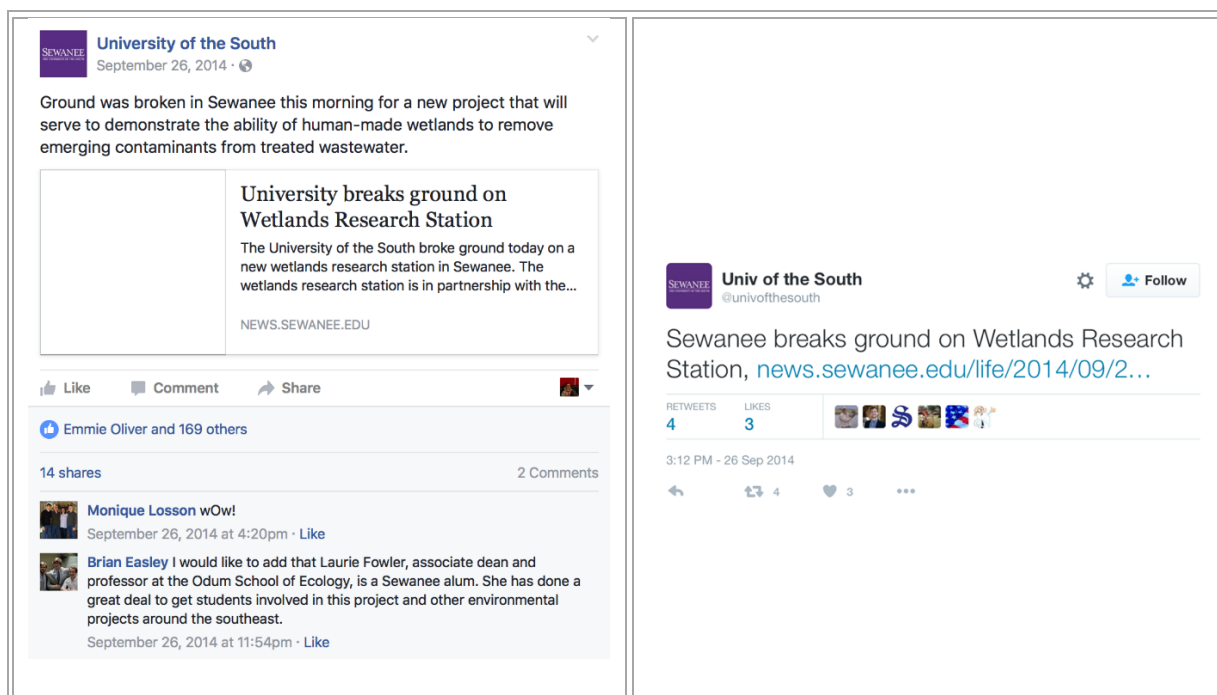 SEWANEE
University of the South
September 26, 2014 ·
Ground was broken in Sewanee this morning for a new project that will
serve to demonstrate the ability of human-made wetlands to remove
emerging contaminants from treated wastewater.
University breaks ground on
Wetlands Research Station
The University of the South broke ground today on a
new wetlands research station in Sewanee. The
wetlands research station is in partnership with the...
NEWS.SEWANEE.EDU
Like Comment Share
Emmie Oliver and 169 others
14 shares 2 Comments
Monique Losson wOw!
September 26, 2014 at 4:20pm · Like
Brian Easley I would like to add that Laurie Fowler, associate dean and
professor at the Odum School of Ecology, is a Sewanee alum. She has done a
great deal to get students involved in this project and other environmental
projects around the southeast.
September 26, 2014 at 11:54pm · Like
SEWANEE
Univ of the South
@univofthesouth
Follow
Sewanee breaks ground on Wetlands Research
Station, news.sewanee.edu/life/2014/09/2...
RETWEETS LIKES
4 3
S
3:12 PM - 26 Sep 2014
4 3